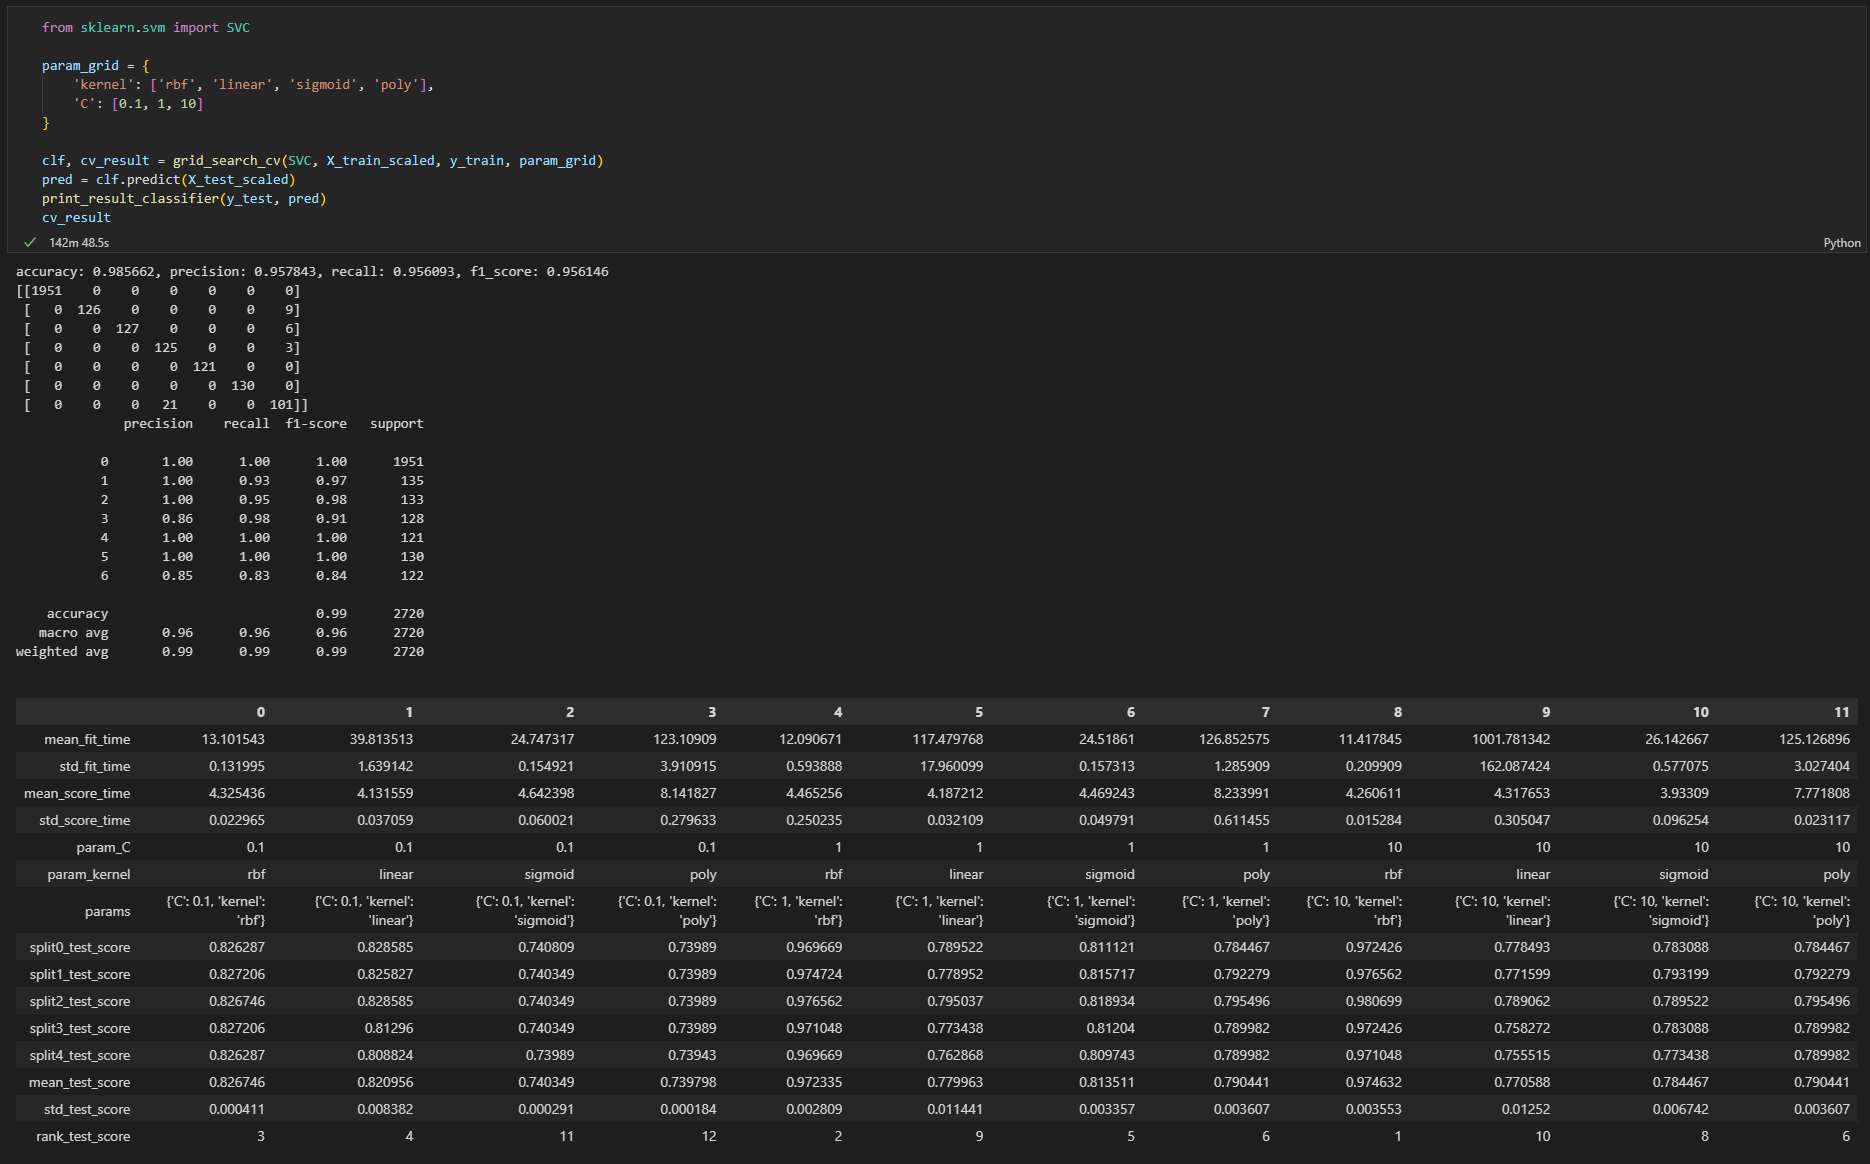 from sklearn.svm import SVC
param_grid = {
    'kernel': ['rbf', 'linear', 'sigmoid', 'poly'],
    'C': [0.1, 1, 10]
}
clf, cv_result = grid_search_cv(SVC, X_train_scaled, y_train, param_grid)
pred = clf.predict(X_test_scaled)
print_result_classifier(y_test, pred)
cv_result
✓ 142m 48.5s Python
accuracy: 0.985662, precision: 0.957843, recall: 0.956093, f1_score: 0.956146
[[1951 0 0 0 0 0 0]
[ 0 126 0 0 0 0 9]
[ 0 0 127 0 0 0 6]
[ 0 0 0 125 0 0 3]
[ 0 0 0 0 121 0 0]
[ 0 0 0 0 0 130 0]
[ 0 0 0 21 0 0 101]]
precision recall f1-score support
0 1.00 1.00 1.00 1951
1 1.00 0.93 0.97 135
2 1.00 0.95 0.98 133
3 0.86 0.98 0.91 128
4 1.00 1.00 1.00 121
5 1.00 1.00 1.00 130
6 0.85 0.83 0.84 122
accuracy 0.99 2720
macro avg 0.96 0.96 0.96 2720
weighted avg 0.99 0.99 0.99 2720
0 1 2 3 4 5 6 7 8 9 10 11
mean_fit_time 13.101543 39.813513 24.747317 123.10909 12.090671 117.479768 24.51861 126.852575 11.417845 1001.781342 26.142667 125.126896
std_fit_time 0.131995 1.639142 0.154921 3.910915 0.593888 17.960099 0.157313 1.285909 0.209909 162.087424 0.577075 3.027404
mean_score_time 4.325436 4.131559 4.642398 8.141827 4.465256 4.187212 4.469243 8.233991 4.260611 4.317653 3.93309 7.771808
std_score_time 0.022965 0.037059 0.060021 0.279633 0.250235 0.032109 0.049791 0.611455 0.015284 0.305047 0.096254 0.023117
param_C 0.1 0.1 0.1 0.1 1 1 1 1 10 10 10 10
param_kernel rbf linear sigmoid poly rbf linear sigmoid poly rbf linear sigmoid poly
{'C': 0.1, 'kernel': {'C': 0.1, 'kernel': {'C': 0.1, 'kernel': {'C': 0.1, 'kernel': {'C': 1, 'kernel': {'C': 1, 'kernel': {'C': 1, 'kernel': {'C': 1, 'kernel': {'C': 10, 'kernel': {'C': 10, 'kernel': {'C': 10, 'kernel': {'C': 10, 'kernel':
params 'rbf'} 'linear'} 'sigmoid'} 'poly'} 'rbf'} 'linear'} 'sigmoid'} 'poly'} 'rbf'} 'linear'} 'sigmoid'} 'poly'}
split0_test_score 0.826287 0.828585 0.740809 0.73989 0.969669 0.789522 0.811121 0.784467 0.972426 0.778493 0.783088 0.784467
split1_test_score 0.827206 0.825827 0.740349 0.73989 0.974724 0.778952 0.815717 0.792279 0.976562 0.771599 0.793199 0.792279
split2_test_score 0.826746 0.828585 0.740349 0.73989 0.976562 0.795037 0.818934 0.795496 0.980699 0.789062 0.789522 0.795496
split3_test_score 0.827206 0.81296 0.740349 0.73989 0.971048 0.773438 0.81204 0.789982 0.972426 0.758272 0.783088 0.789982
split4_test_score 0.826287 0.808824 0.73989 0.73943 0.969669 0.762868 0.809743 0.789982 0.971048 0.755515 0.773438 0.789982
mean_test_score 0.826746 0.820956 0.740349 0.739798 0.972335 0.779963 0.813511 0.790441 0.974632 0.770588 0.784467 0.790441
std_test_score 0.000411 0.008382 0.000291 0.000184 0.002809 0.011441 0.003357 0.003607 0.003553 0.01252 0.006742 0.003607
rank_test_score 3 4 11 12 2 9 5 6 1 10 8 6